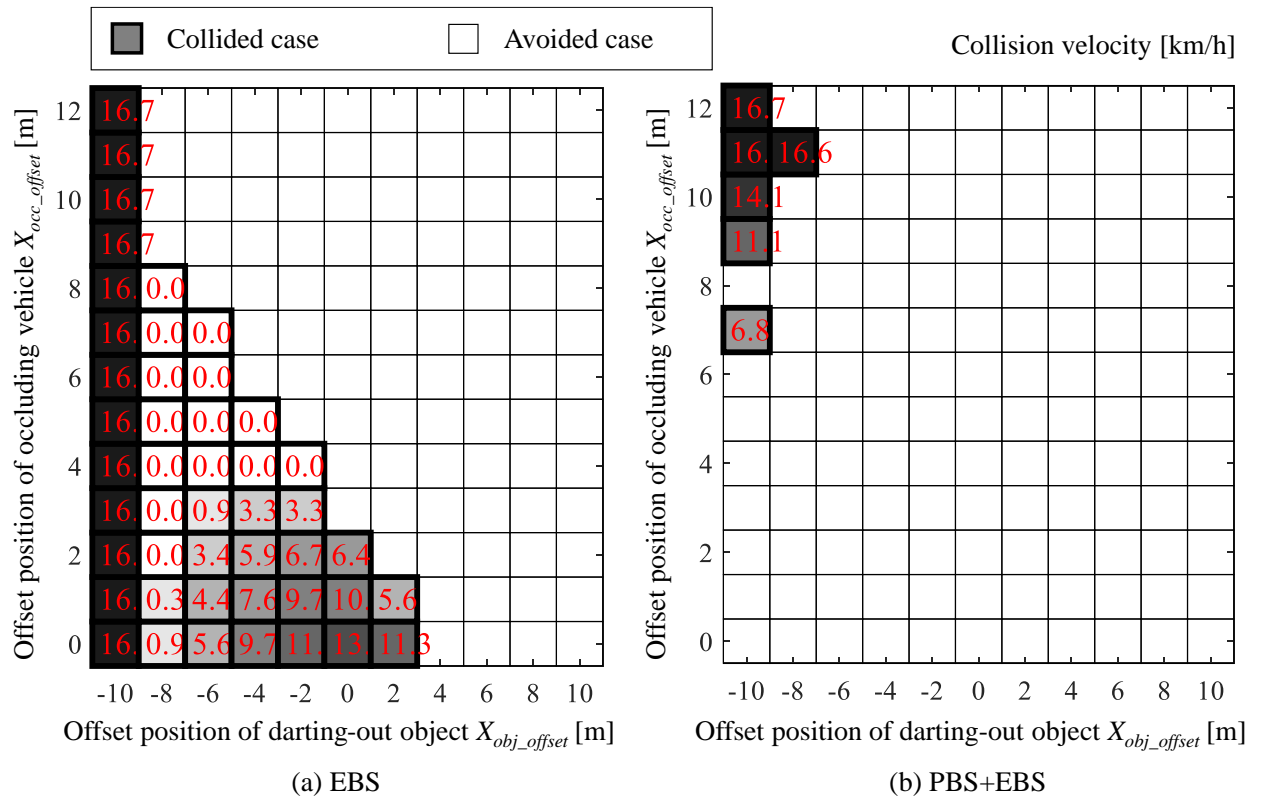 Collided case Avoided case
Collision velocity [km/h]
Offset position of occluding vehicle X_occ_offset [m]
12 16.7
16.7
10 16.7
16.7
8 16. 0.0
16. 0.0 0.0
6 16. 0.0 0.0
16. 0.0 0.0 0.0
4 16. 0.0 0.0 0.0 0.0
16. 0.0 0.9 3.3 3.3
2 16. 0.0 3.4 5.9 6.7 6.4
16. 0.3 4.4 7.6 9.7 10. 5.6
0 16. 0.9 5.6 9.7 11. 13. 11.3
-10 -8 -6 -4 -2 0 2 4 6 8 10
Offset position of darting-out object X_obj_offset [m]
(a) EBS
Offset position of occluding vehicle X_occ_offset [m]
12 16.7
16. 16.6
10 14.1
11.1
8
6.8
6
4
2
0
-10 -8 -6 -4 -2 0 2 4 6 8 10
Offset position of darting-out object X_obj_offset [m]
(b) PBS+EBS